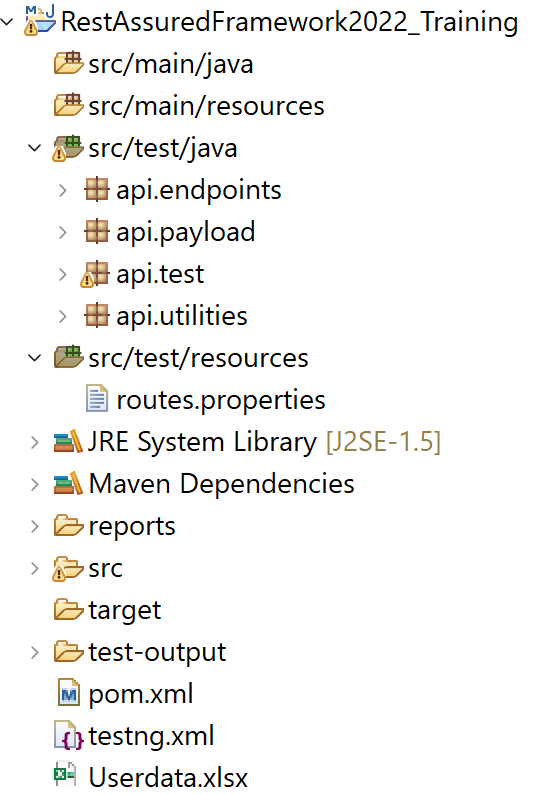 RestAssuredFramework2022_Training
src/main/java
src/main/resources
src/test/java
api.endpoints
api.payload
api.test
api.utilities
src/test/resources
routes.properties
JRE System Library [J2SE-1.5]
Maven Dependencies
reports
src
target
test-output
pom.xml
testng.xml
Userdata.xlsx